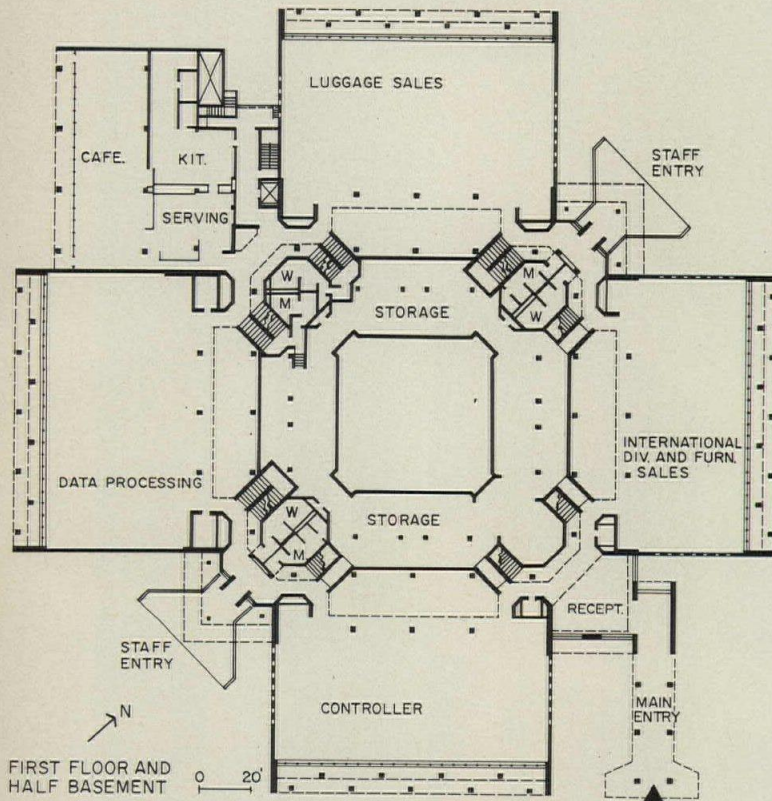 LUGGAGE SALES
CAFE.
KIT.
SERVING
STAFF
ENTRY
W
M
M
W
STORAGE
DATA PROCESSING
INTERNATIONAL
DIV. AND FURN.
SALES
STORAGE
W
M
RECEPT.
STAFF
ENTRY
CONTROLLER
MAIN
ENTRY
N
FIRST FLOOR AND
HALF BASEMENT
0 20'